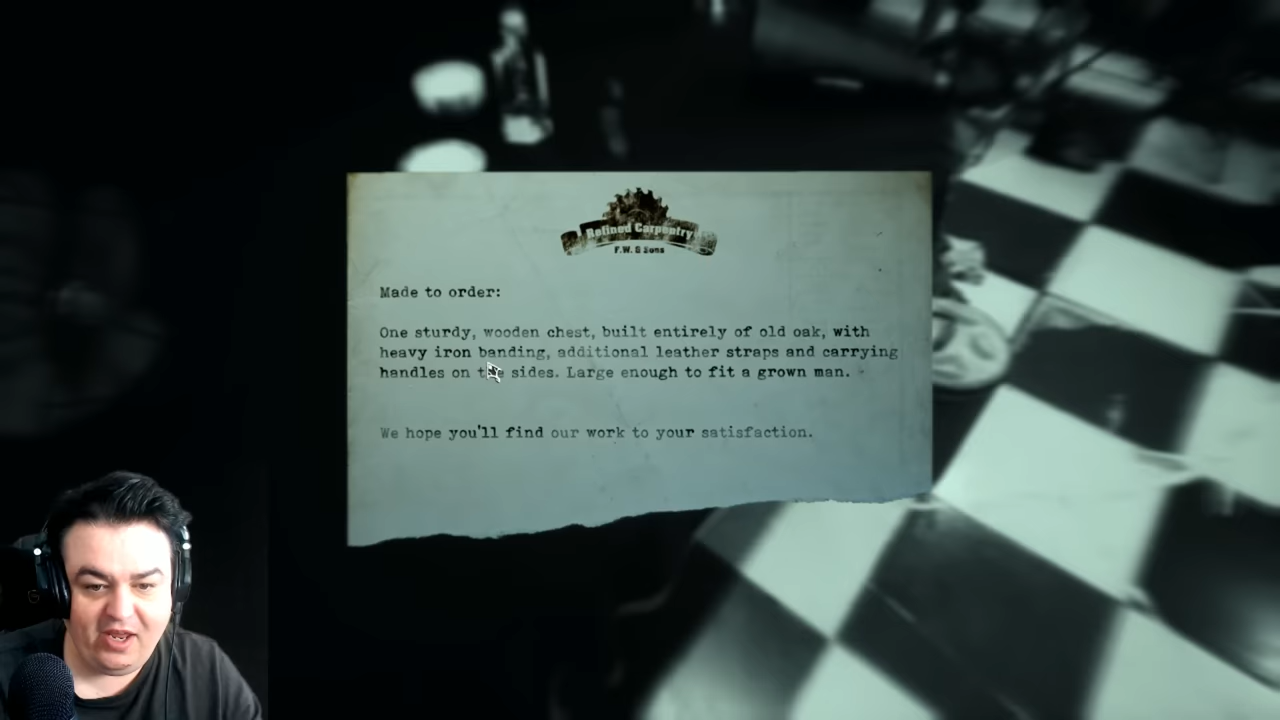 Refined Carpentry
F.W. & Sons
Made to order:
One sturdy, wooden chest, built entirely of old oak, with
heavy iron banding, additional leather straps and carrying
handles on the sides. Large enough to fit a grown man.
We hope you'll find our work to your satisfaction.